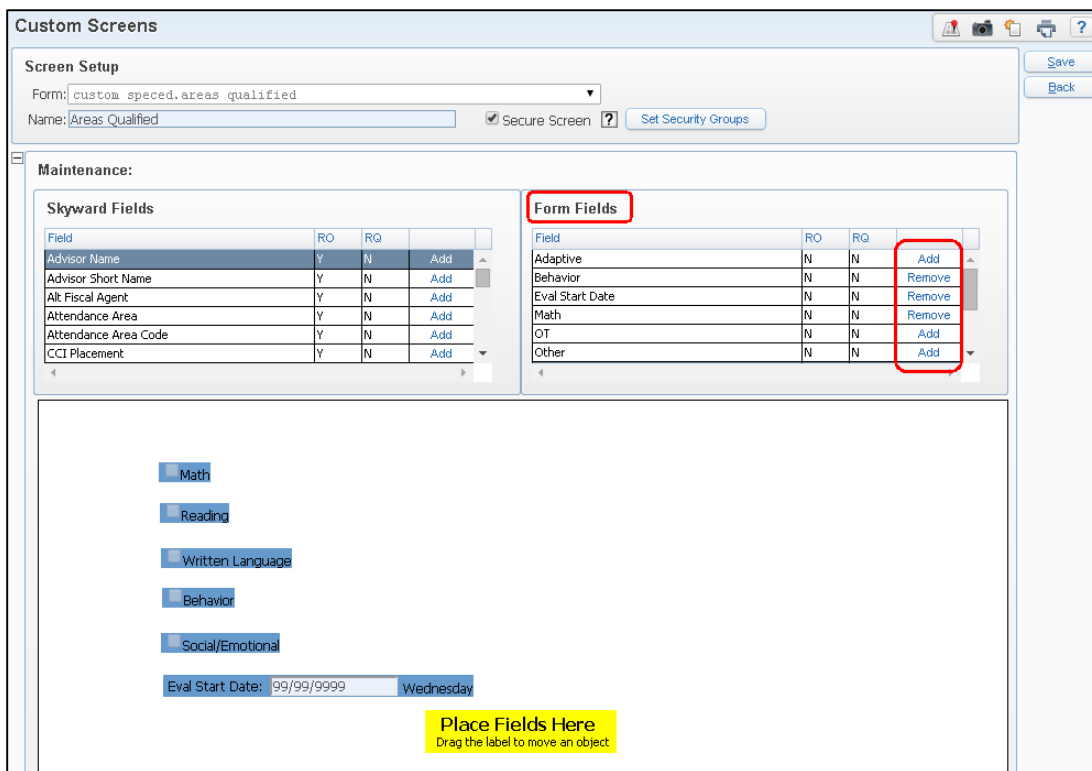 Custom Screens
?
Screen Setup
Save
Form: custom speced.areas qualified
Back
Name: Areas Qualified
Secure Screen ? Set Security Groups
Maintenance:
Skyward Fields
Field RO RQ
Advisor Name Y N Add
Advisor Short Name Y N Add
Alt Fiscal Agent Y N Add
Attendance Area Y N Add
Attendance Area Code Y N Add
CCI Placement Y N Add
Form Fields
Field RO RQ
Adaptive N N Add
Behavior N N Remove
Eval Start Date N N Remove
Math N N Remove
OT N N Add
Other N N Add
Math
Reading
Written Language
Behavior
Social/Emotional
Eval Start Date: 99/99/9999 Wednesday
Place Fields Here
Drag the label to move an object